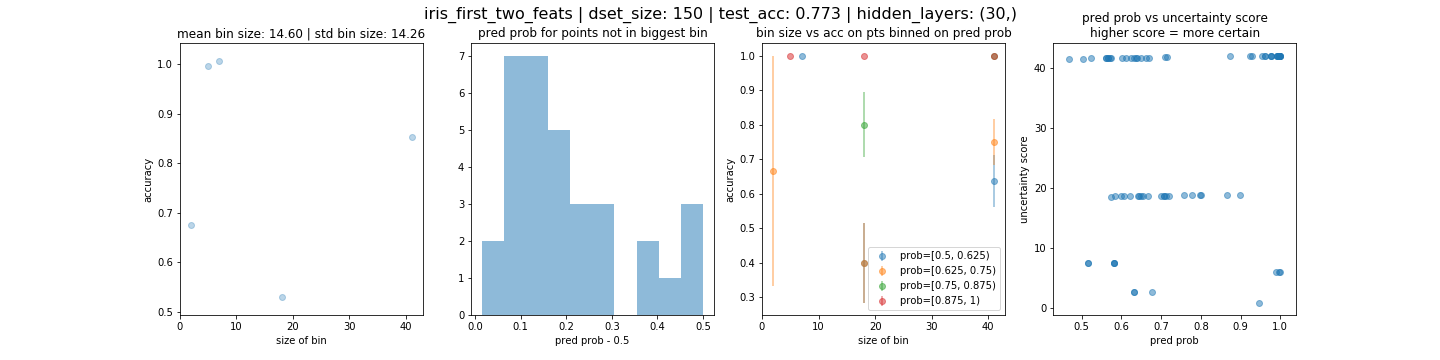 iris_first_two_feats | dset_size: 150 | test_acc: 0.773 | hidden_layers: (30,)
mean bin size: 14.60 | std bin size: 14.26
1.0
0.9
0.8
0.7
0.6
0.5
accuracy
0
10
20
30
40
size of bin
pred prob for points not in biggest bin
7
6
5
4
3
2
1
0
0.0
0.1
0.2
0.3
0.4
0.5
pred prob - 0.5
bin size vs acc on pts binned on pred prob
1.0
0.9
0.8
0.7
0.6
0.5
0.4
0.3
accuracy
prob=[0.5, 0.625)
prob=[0.625, 0.75)
prob=[0.75, 0.875)
prob=[0.875, 1)
0
10
20
30
40
size of bin
pred prob vs uncertainty score
higher score = more certain
40
30
20
10
0
uncertainty score
0.5
0.6
0.7
0.8
0.9
1.0
pred prob